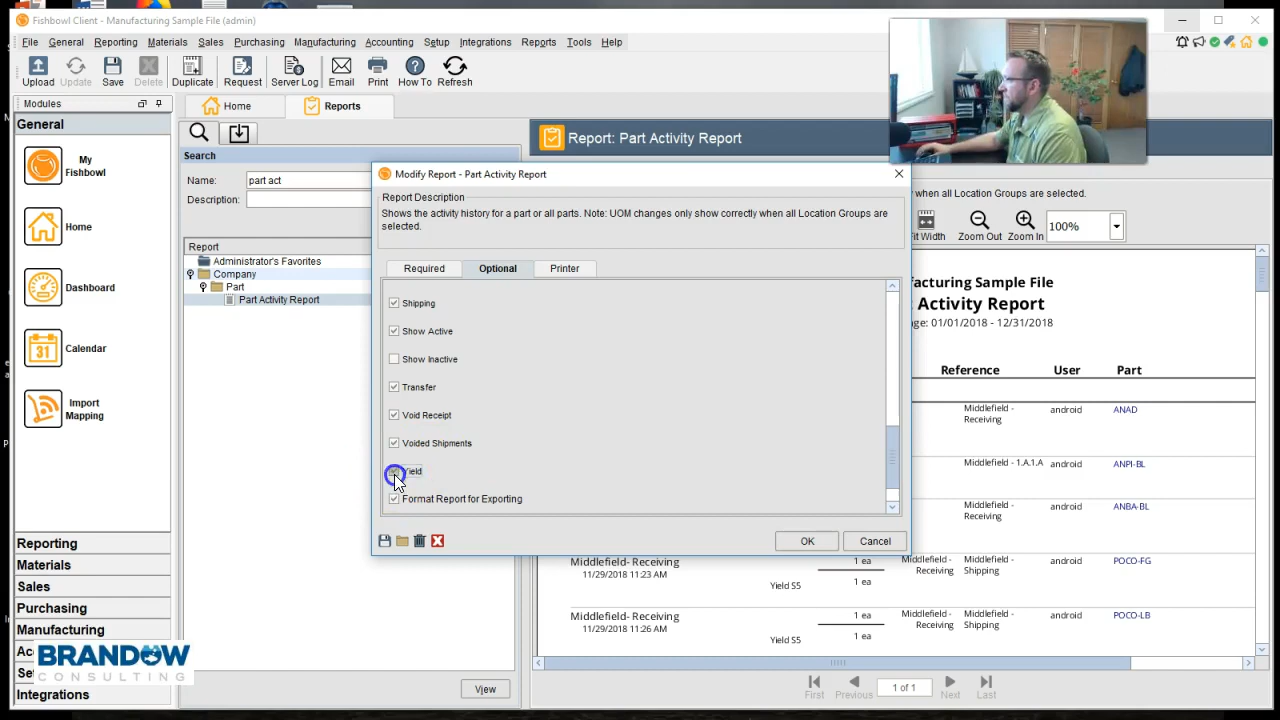 Fishbowl Client - Manufacturing Sample File (admin)
File General Reporting Materials Sales Purchasing Manufacturing Accounting Setup Integrations Reports Tools Help
Upload Update Save Delete Duplicate Request Server Log Email Print How To Refresh
Modules
General
My Fishbowl
Home
Dashboard
31
Calendar
Import Mapping
Reporting
Materials
Sales
Purchasing
Manufacturing
BRANDOW
CONSULTING
Integrations
Home
Reports
Search
Name: part act
Description:
Report
Administrator's Favorites
Company
Part
Part Activity Report
View
Report: Part Activity Report
when all Location Groups are selected.
Fit Width Zoom Out Zoom In 100%
Modify Report - Part Activity Report
Report Description
Shows the activity history for a part or all parts. Note: UOM changes only show correctly when all Location Groups are
selected.
Required Optional Printer
Shipping
Show Active
Show Inactive
Transfer
Void Receipt
Voided Shipments
Yield
Format Report for Exporting
OK Cancel
facturing Sample File
Activity Report
ge: 01/01/2018 - 12/31/2018
Reference User Part
Middlefield - android ANAD
Receiving
Middlefield - 1.A.1.A android ANPI-BL
Middlefield - android ANBA-BL
Receiving
Middlefield- Receiving 1 ea Middlefield - Middlefield - android POCO-FG
11/29/2018 11:23 AM Receiving Shipping
Yield S5 1 ea
Middlefield- Receiving 1 ea Middlefield - Middlefield - android POCO-LB
11/29/2018 11:26 AM Receiving Shipping
Yield S5 1 ea
First Previous 1 of 1 Next Last